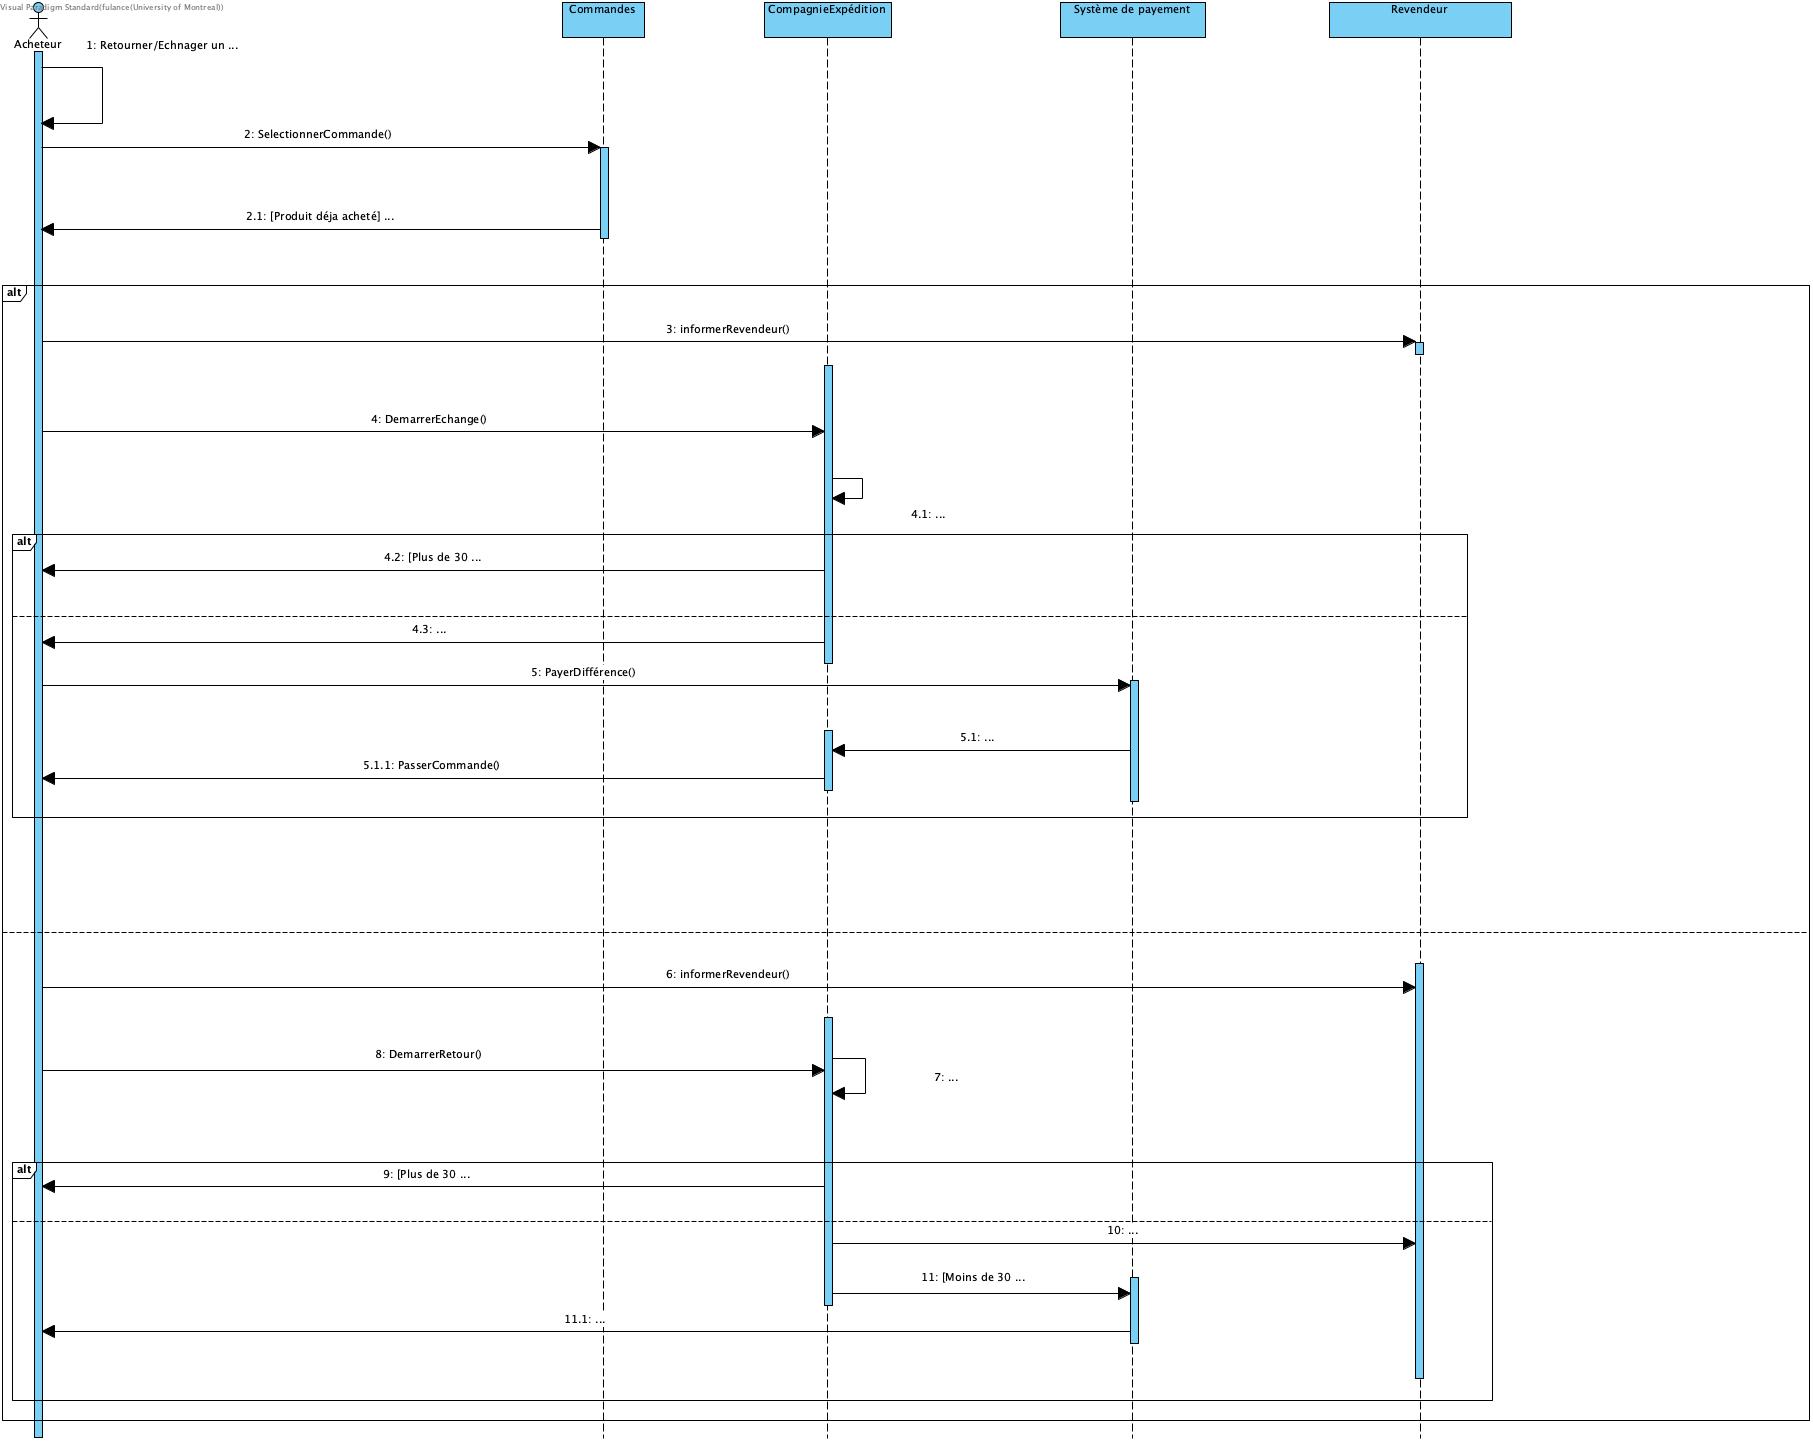 Visual Paradigm Standard(fulance(University of Montreal))
Acheteur
Commandes
CompagnieExpédition
Système de payement
Revendeur
1: Retourner/Echnager un ...
2: SelectionnerCommande()
2.1: [Produit déja acheté] ...
alt
3: informerRevendeur()
4: DemarrerEchange()
4.1: ...
alt
4.2: [Plus de 30 ...
4.3: ...
5: PayerDifférence()
5.1: ...
5.1.1: PasserCommande()
6: informerRevendeur()
8: DemarrerRetour()
7: ...
alt
9: [Plus de 30 ...
10: ...
11: [Moins de 30 ...
11.1: ...